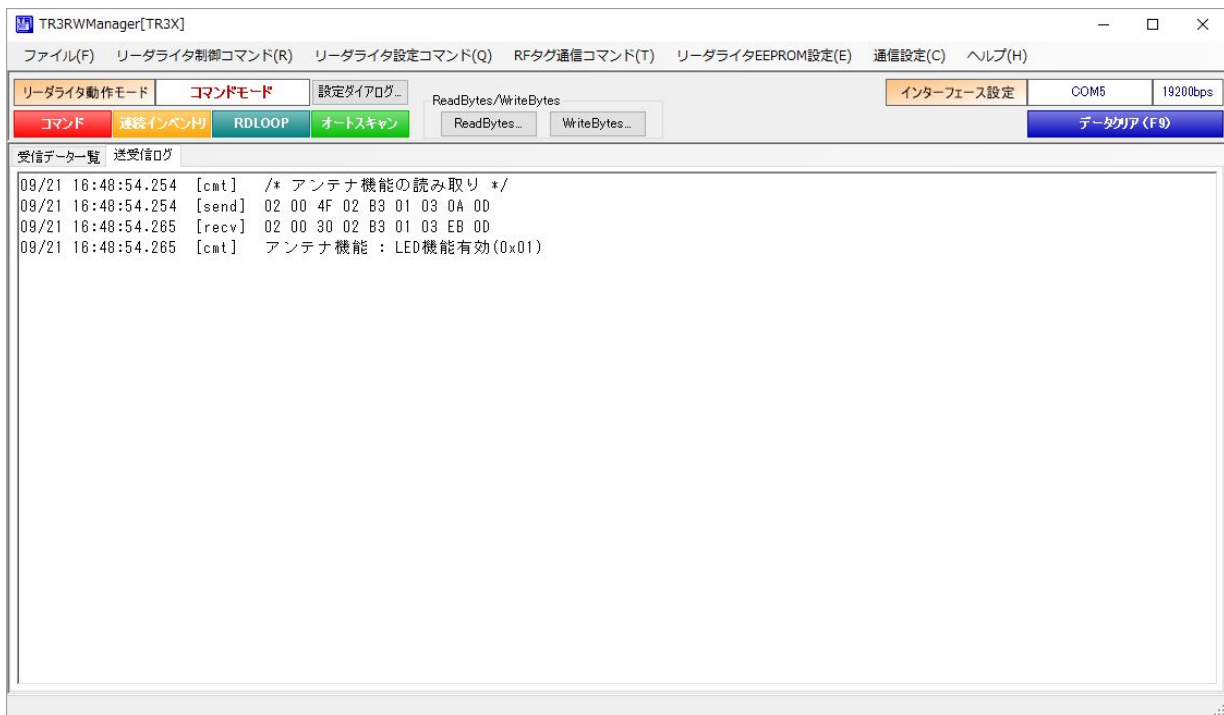 TR3RWManager[TR3X]
ファイル(F) リーダライタ制御コマンド(R) リーダライタ設定コマンド(Q) RFタグ通信コマンド(T) リーダライタEEPROM設定(E) 通信設定(C) ヘルプ(H)
リーダライタ動作モード コマンドモード 設定ダイアログ... ReadBytes/WriteBytes インターフェース設定 COM5 19200bps
コマンド 連続インベントリ RDLOOP オートスキャン ReadBytes... WriteBytes... データクリア (F9)
受信データ一覧 送受信ログ
09/21 16:48:54.254 [cmt] /* アンテナ機能の読み取り */
09/21 16:48:54.254 [send] 02 00 4F 02 B3 01 03 0A 0D
09/21 16:48:54.265 [recv] 02 00 30 02 B3 01 03 EB 0D
09/21 16:48:54.265 [cmt] アンテナ機能 : LED機能有効(0x01)